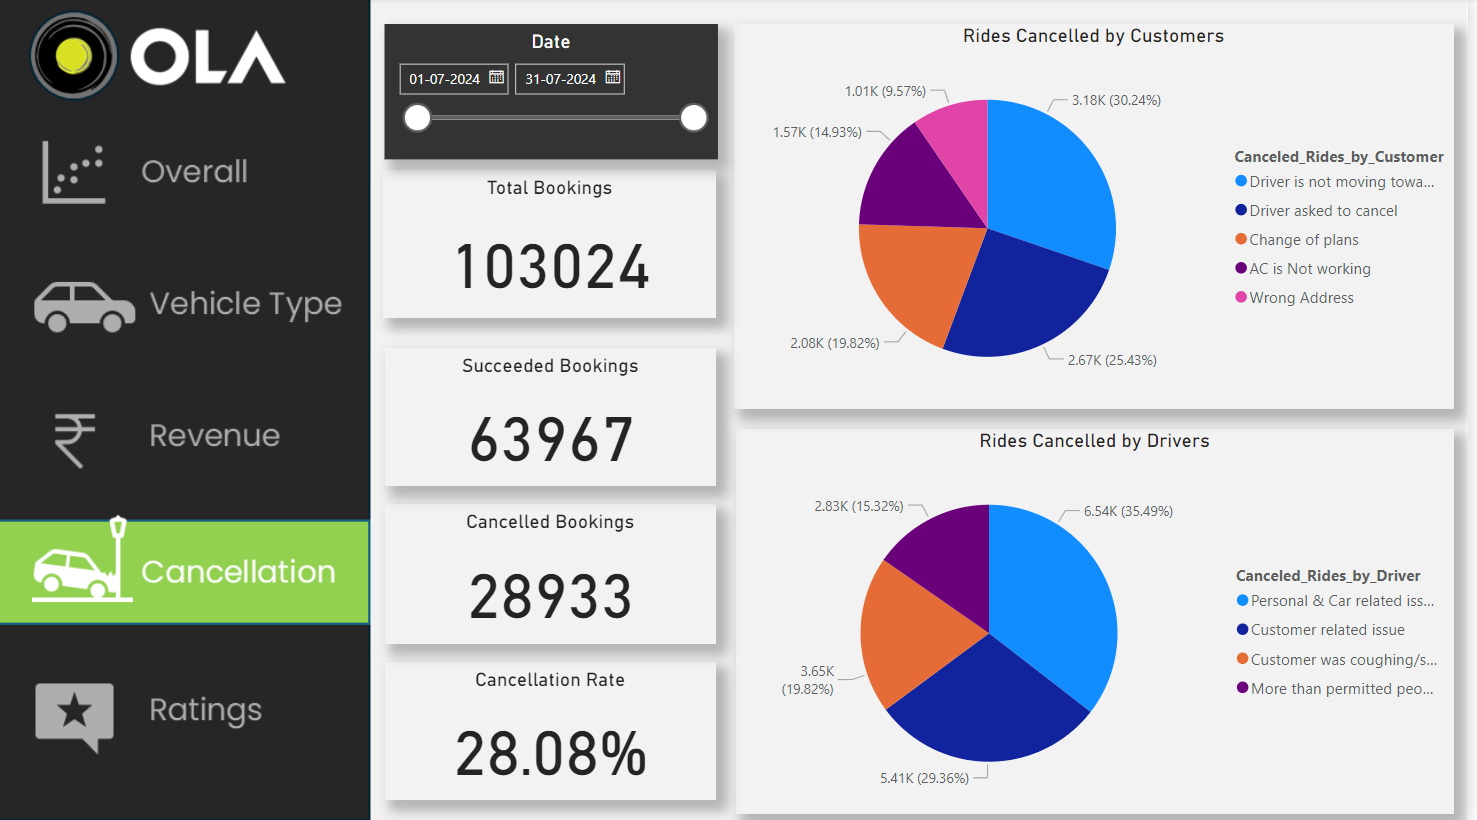 OLA
Overall
Vehicle Type
Revenue
Cancellation
Ratings
Date
01-07-2024
31-07-2024
Total Bookings
103024
Succeeded Bookings
63967
Cancelled Bookings
28933
Cancellation Rate
28.08%
Rides Cancelled by Customers
1.01K (9.57%)
3.18K (30.24%)
1.57K (14.93%)
2.08K (19.82%)
2.67K (25.43%)
Canceled_Rides_by_Customer
Driver is not moving towa...
Driver asked to cancel
Change of plans
AC is Not working
Wrong Address
Rides Cancelled by Drivers
2.83K (15.32%)
6.54K (35.49%)
3.65K
(19.82%)
5.41K (29.36%)
Canceled_Rides_by_Driver
Personal & Car related iss...
Customer related issue
Customer was coughing/s...
More than permitted peo...